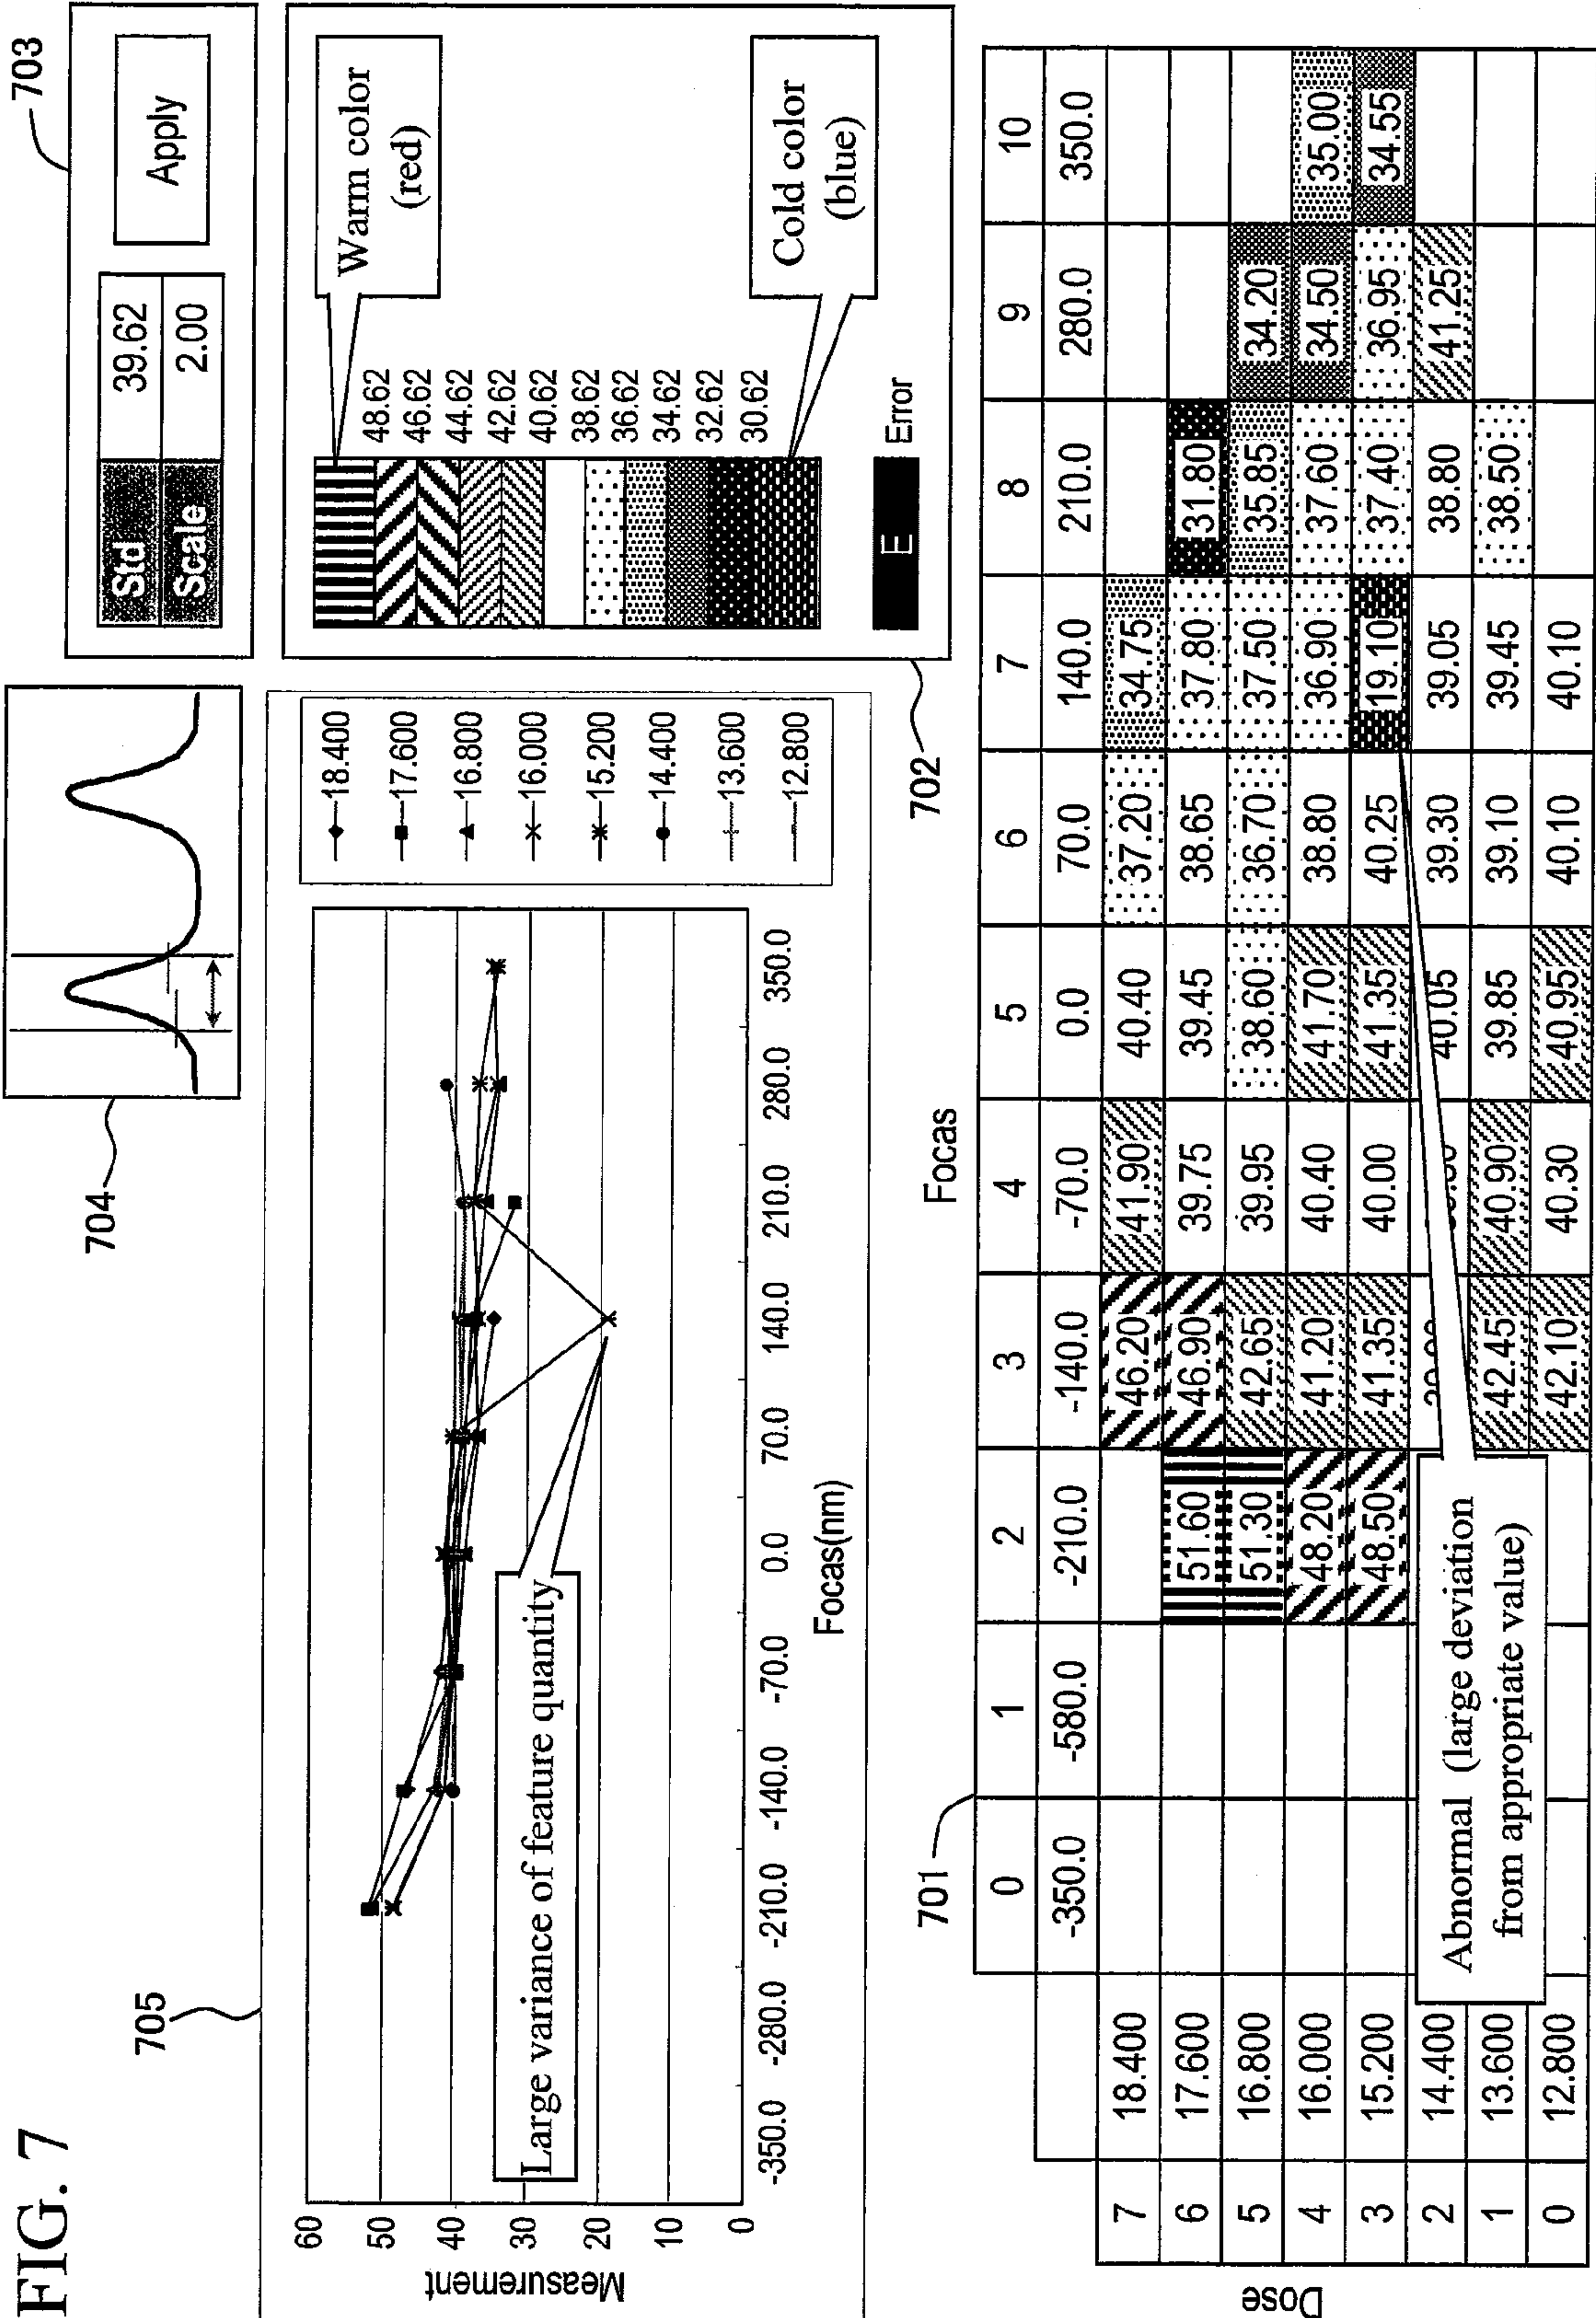 FIG. 7
705
704
703
Std 39.62
Scale 2.00
Apply
60
50
40
30
20
10
0
Measurement
-350.0 -280.0 -210.0 -140.0 -70.0 0.0 70.0 140.0 210.0 280.0 350.0
Focas(nm)
Large variance of feature quantity
18.400
17.600
16.800
16.000
15.200
14.400
13.600
12.800
702
48.62
46.62
44.62
42.62
40.62
38.62
36.62
34.62
32.62
30.62
E Error
Warm color
(red)
Cold color
(blue)
701
Focas
0 1 2 3 4 5 6 7 8 9 10
-350.0 -580.0 -210.0 -140.0 -70.0 0.0 70.0 140.0 210.0 280.0 350.0
Dose
7 18.400 46.20 41.90 40.40 37.20 34.75
6 17.600 51.60 46.90 39.75 39.45 38.65 37.80 31.80
5 16.800 51.30 42.65 39.95 38.60 36.70 37.50 35.85 34.20
4 16.000 48.20 41.20 40.40 41.70 38.80 36.90 37.60 34.50 35.00
3 15.200 48.50 41.35 40.00 41.35 40.25 19.10 37.40 36.95 34.55
2 14.400 40.05 39.30 39.05 38.80 41.25
1 13.600 42.45 40.90 39.85 39.10 39.45 38.50
0 12.800 42.10 40.30 40.95 40.10 40.10
Abnormal (large deviation
from appropriate value)